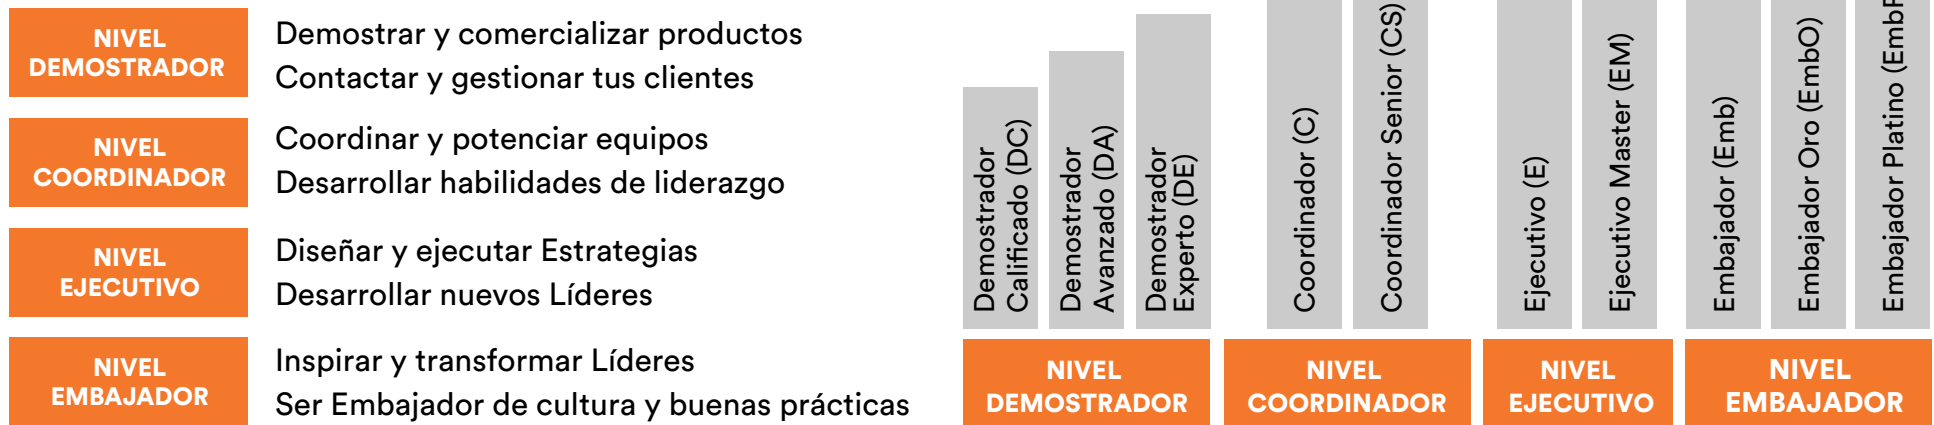 NIVEL
DEMOSTRADOR
Demostrar y comercializar productos
Contactar y gestionar tus clientes
NIVEL
COORDINADOR
Coordinar y potenciar equipos
Desarrollar habilidades de liderazgo
NIVEL
EJECUTIVO
Diseñar y ejecutar Estrategias
Desarrollar nuevos Líderes
NIVEL
EMBAJADOR
Inspirar y transformar Líderes
Ser Embajador de cultura y buenas prácticas
Demostrador
Calificado (DC)
Demostrador
Avanzado (DA)
Demostrador
Experto (DE)
NIVEL
DEMOSTRADOR
Coordinador (C)
Coordinador Senior (CS)
NIVEL
COORDINADOR
Ejecutivo (E)
Ejecutivo Master (EM)
NIVEL
EJECUTIVO
Embajador (Emb)
Embajador Oro (EmbO)
Embajador Platino
NIVEL
EMBAJADOR